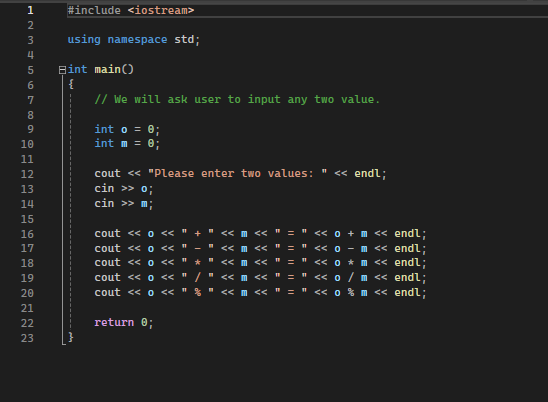 1 #include <iostream>
2
3 using namespace std;
4
5 int main()
6 {
7 // We will ask user to input any two value.
8
9 int o = 0;
10 int m = 0;
11
12 cout << "Please enter two values: " << endl;
13 cin >> o;
14 cin >> m;
15
16 cout << o << " + " << m << " = " << o + m << endl;
17 cout << o << " - " << m << " = " << o - m << endl;
18 cout << o << " * " << m << " = " << o * m << endl;
19 cout << o << " / " << m << " = " << o / m << endl;
20 cout << o << " % " << m << " = " << o % m << endl;
21
22 return 0;
23 }